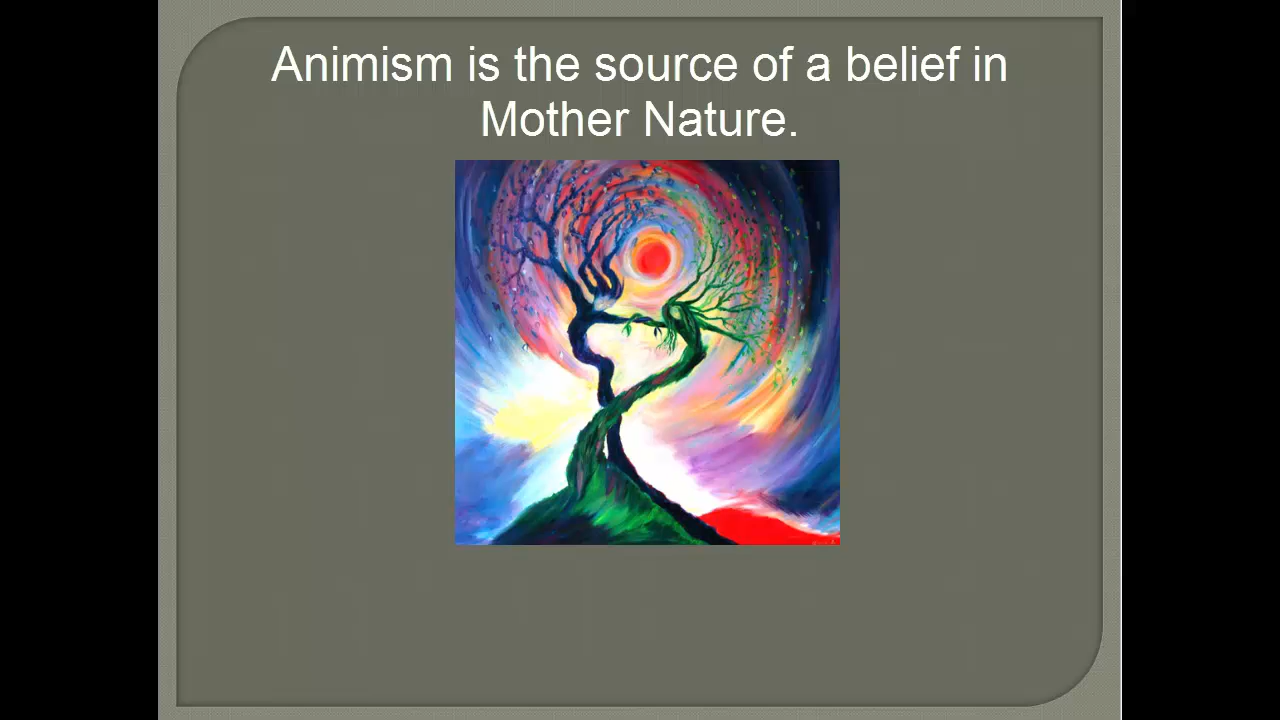 Animism is the source of a belief in
Mother Nature.